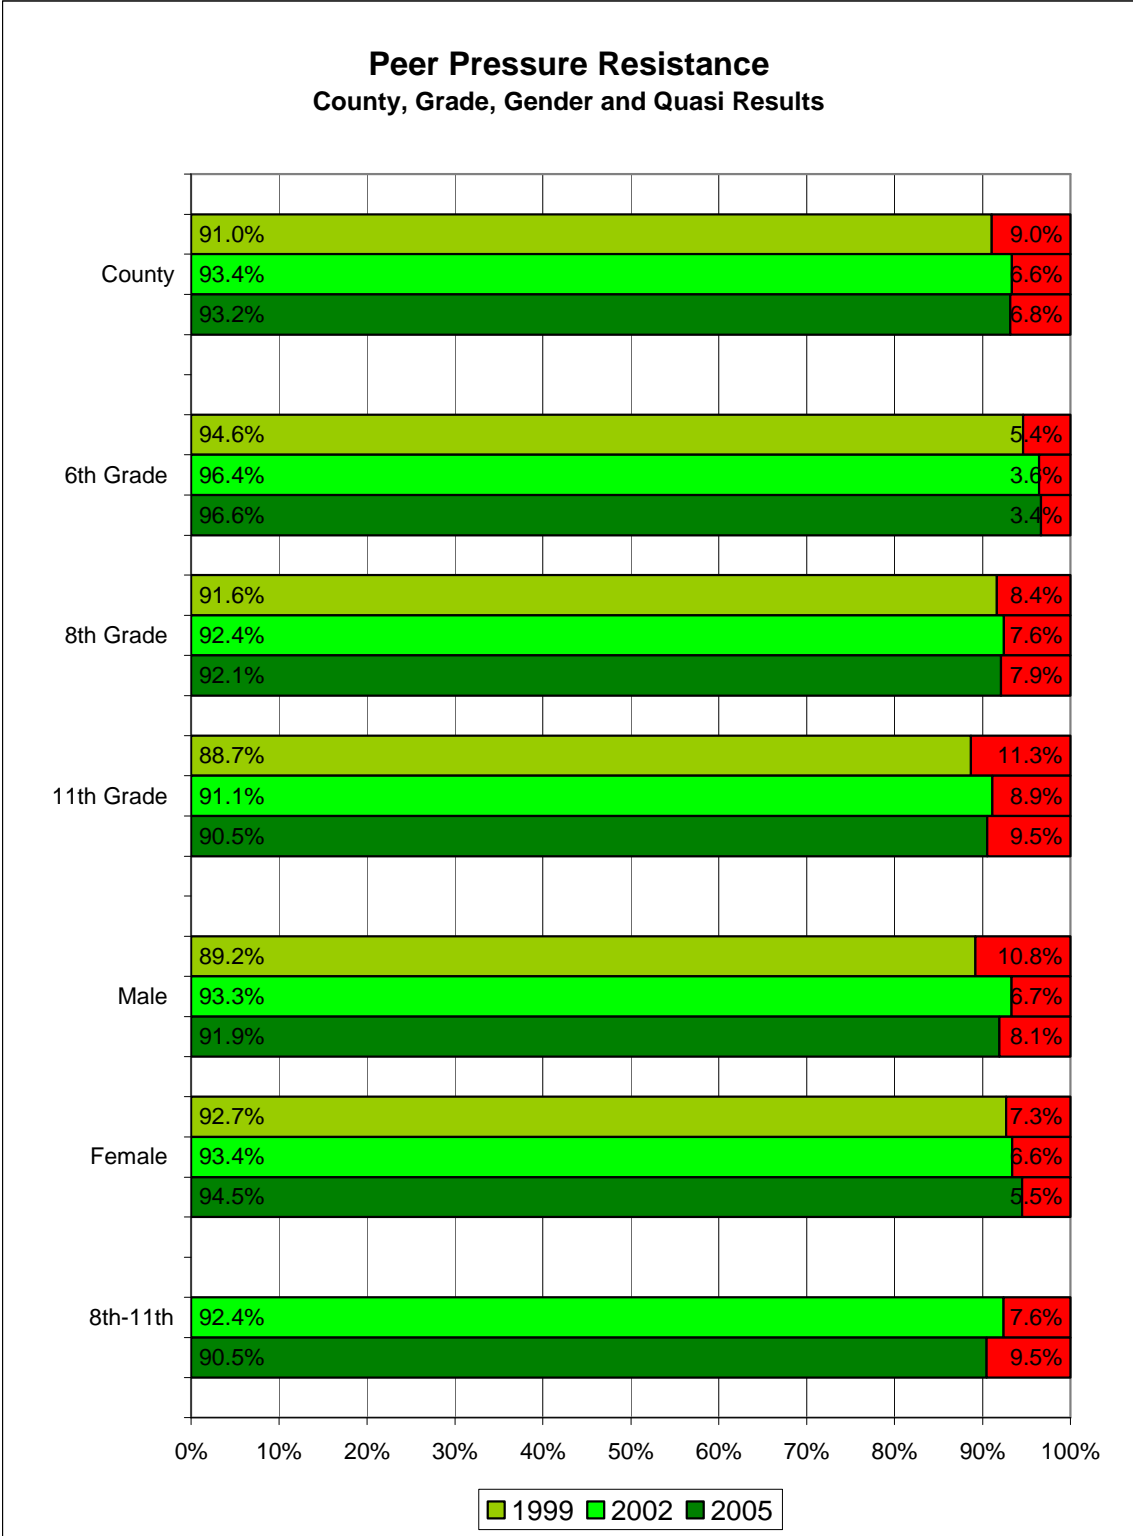 Peer Pressure Resistance
County, Grade, Gender and Quasi Results
91.0% 9.0%
County 93.4% 6.6%
93.2% 6.8%
94.6% 5.4%
6th Grade 96.4% 3.6%
96.6% 3.4%
91.6% 8.4%
8th Grade 92.4% 7.6%
92.1% 7.9%
88.7% 11.3%
11th Grade 91.1% 8.9%
90.5% 9.5%
89.2% 10.8%
Male 93.3% 6.7%
91.9% 8.1%
92.7% 7.3%
Female 93.4% 6.6%
94.5% 5.5%
8th-11th 92.4% 7.6%
90.5% 9.5%
0% 10% 20% 30% 40% 50% 60% 70% 80% 90% 100%
1999 2002 2005